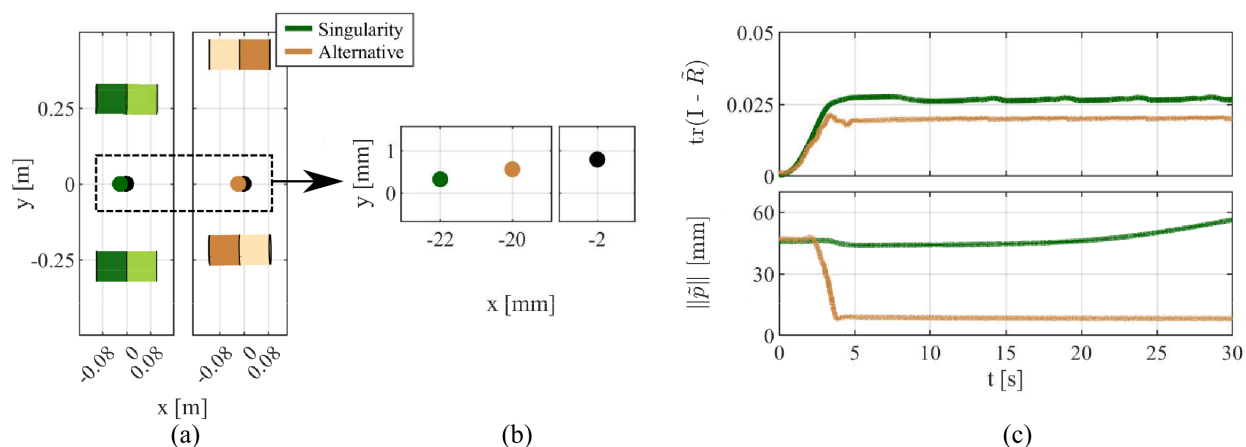 Singularity
Alternative
y [m]
0.25
0
-0.25
-0.08
0
0.08
-0.08
0
0.08
x [m]
(a)
y [mm]
1
0
-22
-20
-2
x [mm]
(b)
tr(I - R̃)
0.05
0.025
0
||p̃|| [mm]
60
30
0
0
5
10
15
20
25
30
t [s]
(c)